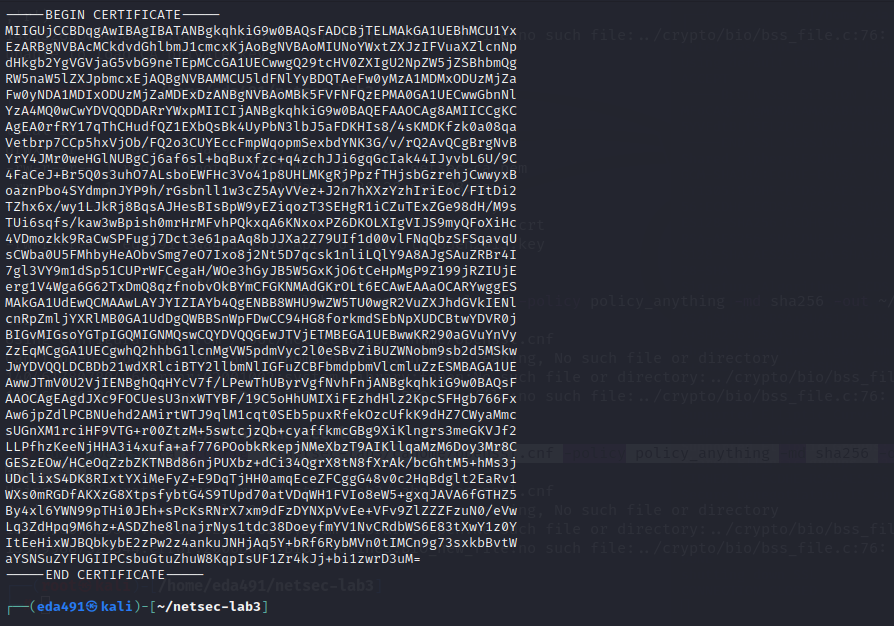 -----BEGIN CERTIFICATE-----
MIIGUjCCBDqgAwIBAgIBATANBgkqhkiG9w0BAQsFADCBjTELMAkGA1UEBhMCU1Yx
EzARBgNVBAcMCkdvdGhlbmJ1cmcxKjAoBgNVBAoMIUNoYWxtZXJzIFVuaXZlcnNp
dHkgb2YgVGVjaG5vbG9neTEpMCcGA1UECwwgQ29tcHV0ZXIgU2NpZW5jZSBhbmQg
RW5naW5lZXJpbmcxEjAQBgNVBAMMCU5ldFNlYyBDQTAeFw0yMzA1MDMxODUzMjZa
Fw0yNDA1MDIxODUzMjZaMDExDzANBgNVBAoMBk5FVFNFQzEPMA0GA1UECwwGbnNl
YzA4MQ0wCwYDVQQDDARrYWxpMIICIjANBgkqhkiG9w0BAQEFAAOCAg8AMIICCgKC
AgEA0rfRY17qThCHudfQZ1EXbQsBk4UyPbN3lbJ5aFDKHIs8/4sKMDKfzk0a08qa
Vetbrp7CCp5hxVjOb/FQ2o3CUYEccFmpWqopmSexbdYNK3G/v/rQ2AvQCgBrgNvB
YrY4JMr0weHGlNUBgCj6af6sl+bqBuxfzc+q4zchJJi6gqGcIak44IJyvbL6U/9C
4FaCeJ+Br5Q0s3uhO7ALsboEWFHc3Vo41p8UHLMKgRjPpzfTHjsbGzrehjCwwyxB
oaznPbo4SYdmpnJYP9h/rGsbnll1w3cZ5AyVVez+J2n7hXXzYzhIriEoc/FItDi2
TZhx6x/wy1LJkRj8BqsAJHesBIsBpW9yEZiqozT3SEHgR1iCZuTExZGe98dH/M9s
TUi6sqfs/kaw3wBpish0mrHrMFvhPQkxqA6KNxoxPZ6DKOLXIgVIJS9myQFoXiHc
4VDmozkk9RaCwSPFugj7Dct3e61paAq8bJJXa2Z79UIf1d00vlFNqQbzSFSqavqU
sCWba0U5FMhbyHeAObvSmg7eO7Ixo8j2Nt5D7qcsk1nliLQlY9A8AJgSAuZRBr4I
7gl3VY9m1dSp51CUPrWFCegaH/WOe3hGyJB5W5GxKjO6tCeHpMgP9Z199jRZIUjE
erg1V4Wga6G62TxDmQ8qzfnobvOkBYmCFGKNMAdGKrOLt6ECAwEAAaOCARYwggES
MAkGA1UdEwQCMAAwLAYJYIZIAYb4QgENBB8WHU9wZW5TU0wgR2VuZXJhdGVkIENl
cnRpZmljYXRlMB0GA1UdDgQWBBSnWpFDwCC94HG8forkmdSEbNpXUDCBtwYDVR0j
BIGvMIGsoYGTpIGQMIGNMQswCQYDVQQGEwJTVjETMBEGA1UEBwwKR290aGVuYnVy
ZzEqMCgGA1UECgwhQ2hhbG1lcnMgVW5pdmVyc2l0eSBvZiBUZWNobm9sb2d5MSkw
JwYDVQQLDCBDb21wdXRlciBTY2llbmNlIGFuZCBFbmdpbmVlcmluZzESMBAGA1UE
AwwJTmV0U2VjIENBghQqHYcV7f/LPewThUByrVgfNvhFnjANBgkqhkiG9w0BAQsF
AAOCAgEAgdJXc9FOCUesU3nxWTYBF/19C5oHhUMIXiFEzhdHlz2KpcSFHgb766Fx
Aw6jpZdlPCBNUehd2AMirtWTJ9qlM1cqt0SEb5puxRfekOzcUfkK9dHZ7CWyaMmc
sUGnXM1rciHF9VTG+r00ZtzM+5swtcjzQb+cyaffkmcGBg9XiKlngrs3meGKVJf2
LLPfhzKeeNjHHA3i4xufa+af776POobkRkepjNMeXbzT9AIKllqaMzM6Doy3Mr8C
GESzEOw/HCeOqZzbZKTNBd86njPUXbz+dCi34QgrX8tN8fXrAk/bcGhtM5+hMs3j
UDclixS4DK8RIxtYXiMeFyZ+E9DqTjHH0amqEceZFCggG48v0c2HqBdglt2EaRv1
WXs0mRGDfAKXzG8XtpsfybtG4S9TUpd70atVDqWH1FVIo8eW5+gxqJAVA6fGTHZ5
By4xl6YWN99pTHi0JEh+sPcKsRNrX7xm9dFzDYNXpVvEe+VFv9ZlZZZFzuN0/eVw
Lq3ZdHpq9M6hz+ASDZhe8lnajrNys1tdc38DoeyfmYV1NvCRdbWS6E83tXwY1z0Y
ItEeHixWJBQbkybE2zPw2z4ankuJNHjAq5Y+bRf6RybMVn0tIMCn9g73sxkbBvtW
aYSNSuZYFUGIIPCsbuGtuZhuW8KqpIsUF1Zr4kJj+bi1zwrD3uM=
-----END CERTIFICATE-----
┌──(eda491㉿kali)-[~/netsec-lab3]